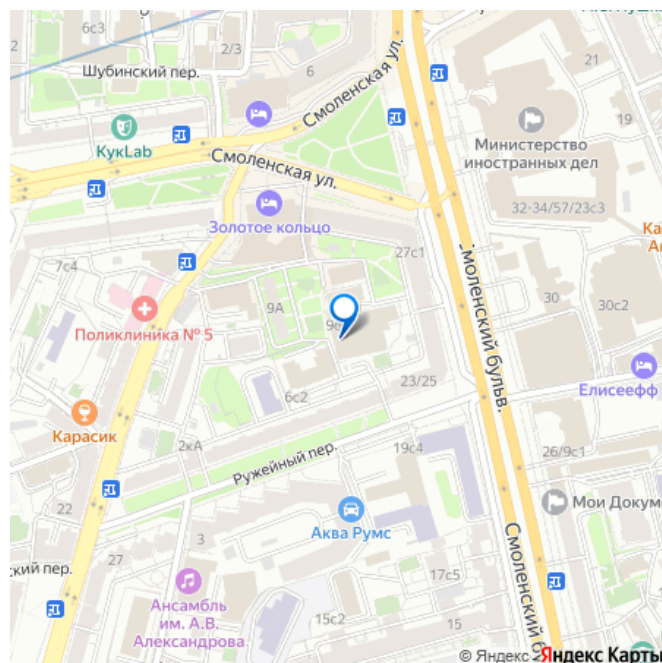 6с3
2/3
Шубинский пер.
6
Смоленская ул.
21
19
КукLab
Министерство
иностранных дел
Смоленская ул.
32-34/57/23с3
Золотое кольцо
27с1
7с4
Смоленский бульв.
30
30с2
9А
Поликлиника № 5
6с2
23/25
Елисеефф
Карасик
2кА
Ружейный пер.
19с4
26/9с1
22
Мои Докум
Аква Румс
27
3
ский пер.
17с5
Ансамбль
им. А.В.
Александрова
15с2
15
Смоленский б
© Яндекс
Яндекс Карты